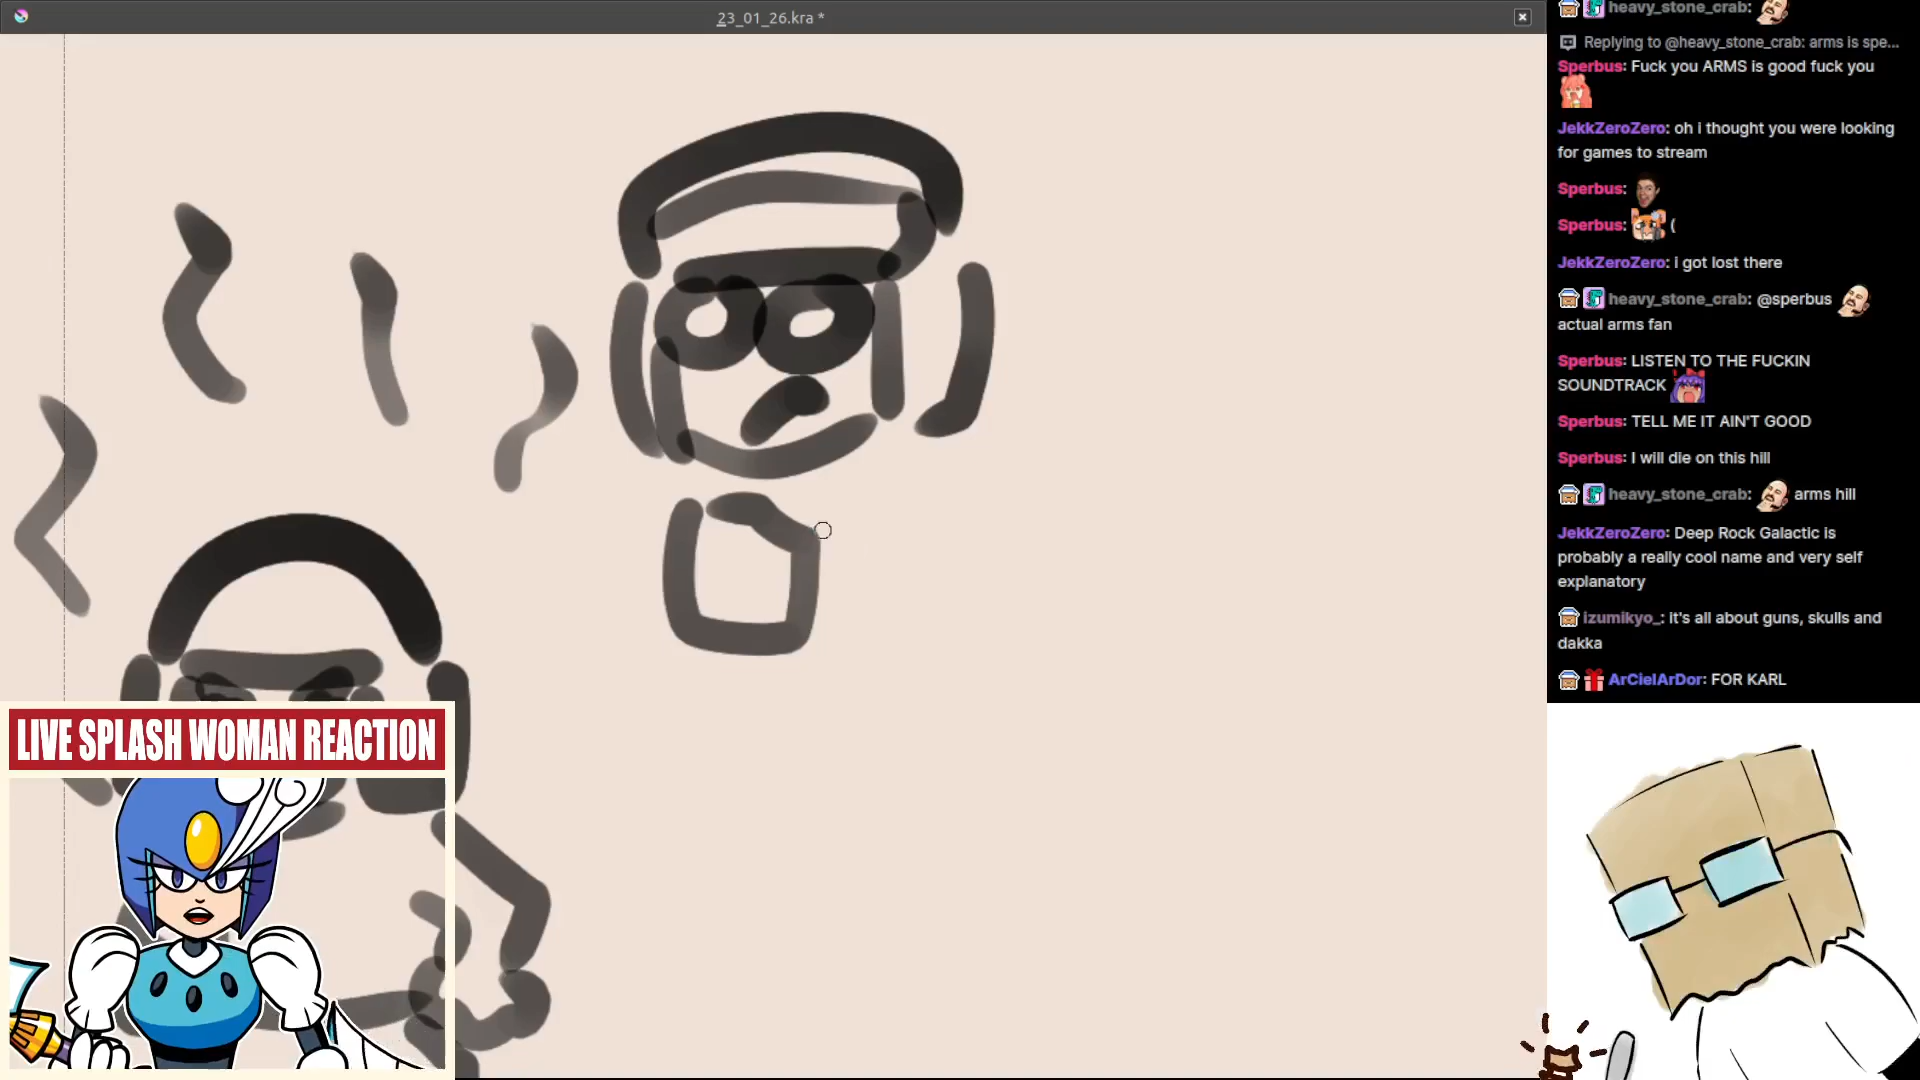 23_01_26.kra *
heavy_stone_crab:
Replying to @heavy_stone_crab: arms is spe...
Sperbus: Fuck you ARMS is good fuck you
JekkZeroZero: oh i thought you were looking
for games to stream
Sperbus:
Sperbus: (
JekkZeroZero: i got lost there
heavy_stone_crab: @sperbus
actual arms fan
Sperbus: LISTEN TO THE FUCKIN
SOUNDTRACK
Sperbus: TELL ME IT AIN'T GOOD
Sperbus: I will die on this hill
heavy_stone_crab: arms hill
JekkZeroZero: Deep Rock Galactic is
probably a really cool name and very self
explanatory
izumikyo_: it's all about guns, skulls and
dakka
ArCielArDor: FOR KARL
LIVE SPLASH WOMAN REACTION